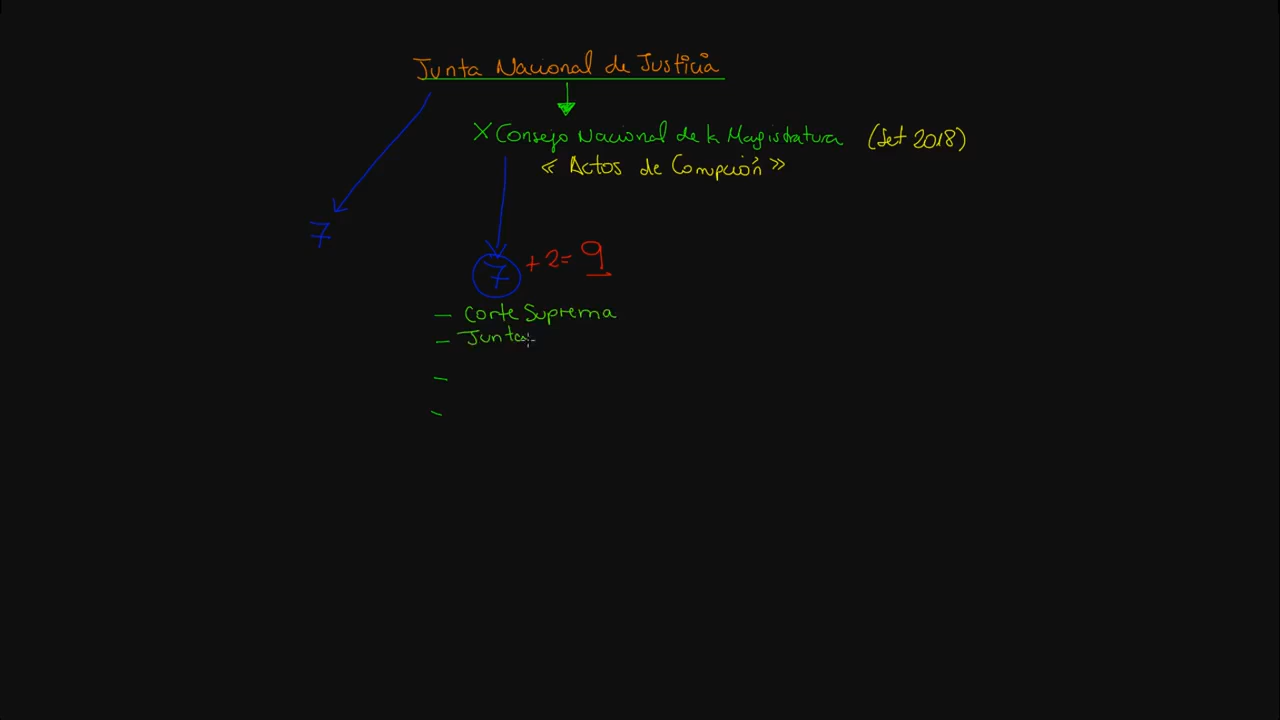 Junta Nacional de Justicia
X Consejo Nacional de la Magistratura (Set 2018)
« Actos de Corrupción »
7
7 + 2 = 9
— Corte Suprema
— Junta
—
—